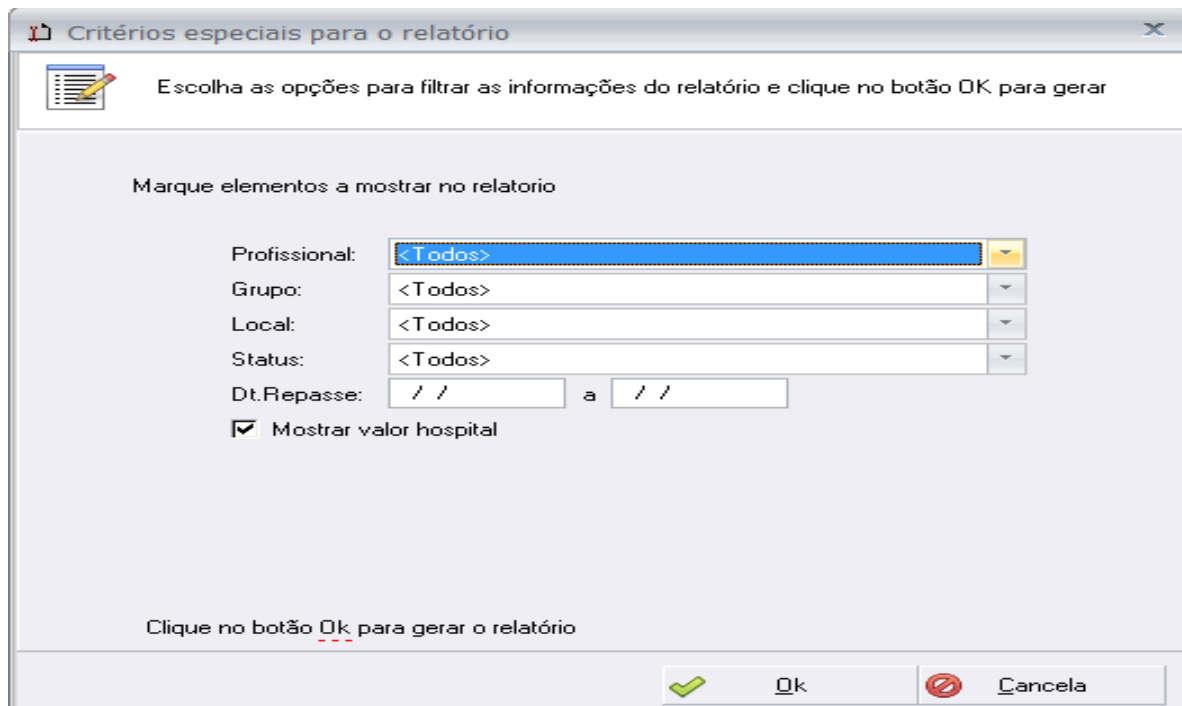 Critérios especiais para o relatório
Escolha as opções para filtrar as informações do relatório e clique no botão OK para gerar
Marque elementos a mostrar no relatorio
Profissional: <Todos>
Grupo: <Todos>
Local: <Todos>
Status: <Todos>
Dt.Repasse: / / a / /
Mostrar valor hospital
Clique no botão Ok para gerar o relatório
Ok Cancela